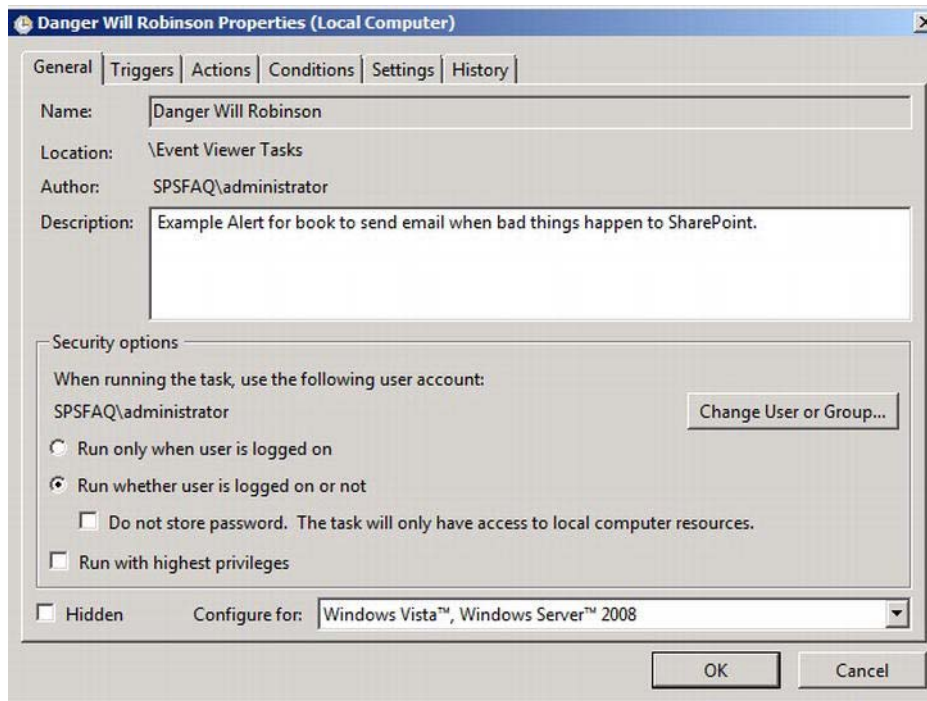 Danger Will Robinson Properties (Local Computer)
General Triggers Actions Conditions Settings History
Name: Danger Will Robinson
Location: \Event Viewer Tasks
Author: SPSFAQ\administrator
Description: Example Alert for book to send email when bad things happen to SharePoint.
Security options
When running the task, use the following user account:
SPSFAQ\administrator Change User or Group...
Run only when user is logged on
Run whether user is logged on or not
Do not store password. The task will only have access to local computer resources.
Run with highest privileges
Hidden Configure for: Windows Vista™, Windows Server™ 2008
OK Cancel